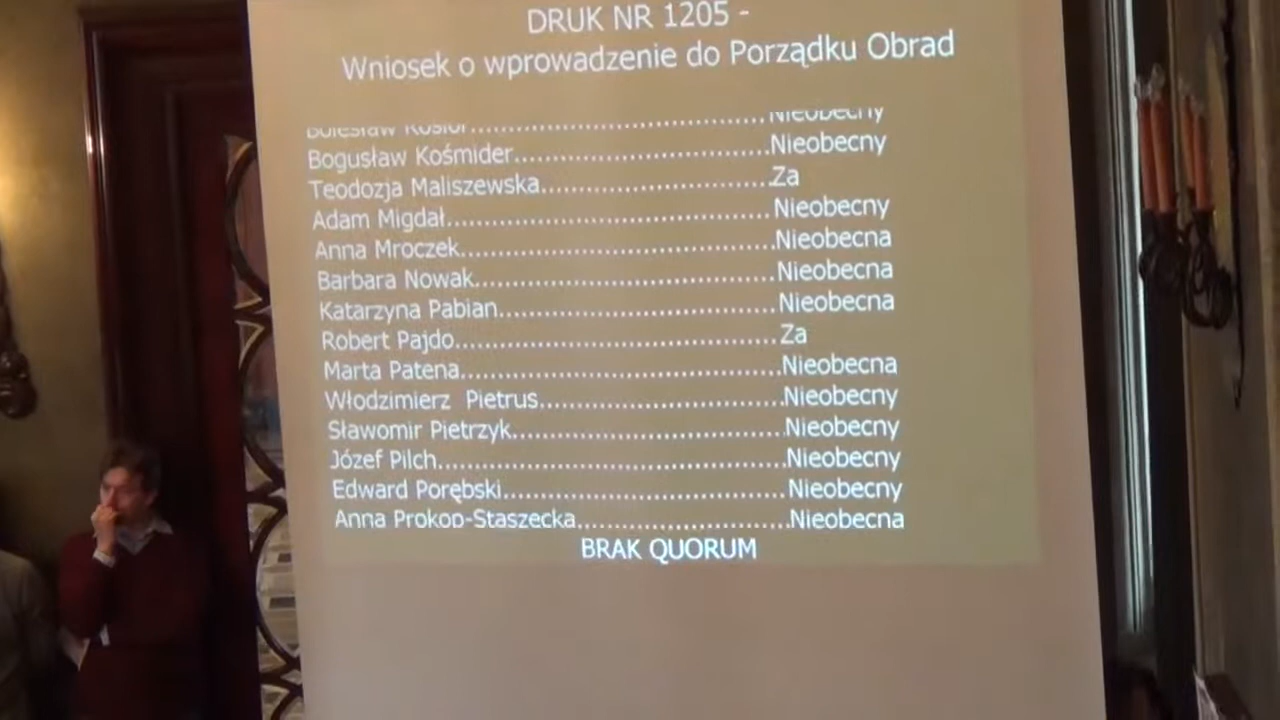 DRUK NR 1205 -
Wniosek o wprowadzenie do Porządku Obrad
Bolesław Kosior..........................................Nieobecny
Bogusław Kośmider...................................Nieobecny
Teodozja Maliszewska................................Za
Adam Migdał............................................Nieobecny
Anna Mroczek...........................................Nieobecna
Barbara Nowak.........................................Nieobecna
Katarzyna Pabian.....................................Nieobecna
Robert Pajdo............................................Za
Marta Patena............................................Nieobecna
Włodzimierz Pietrus.................................Nieobecny
Sławomir Pietrzyk.....................................Nieobecny
Józef Pilch................................................Nieobecny
Edward Porębski.......................................Nieobecny
Anna Prokop-Staszecka.............................Nieobecna
BRAK QUORUM